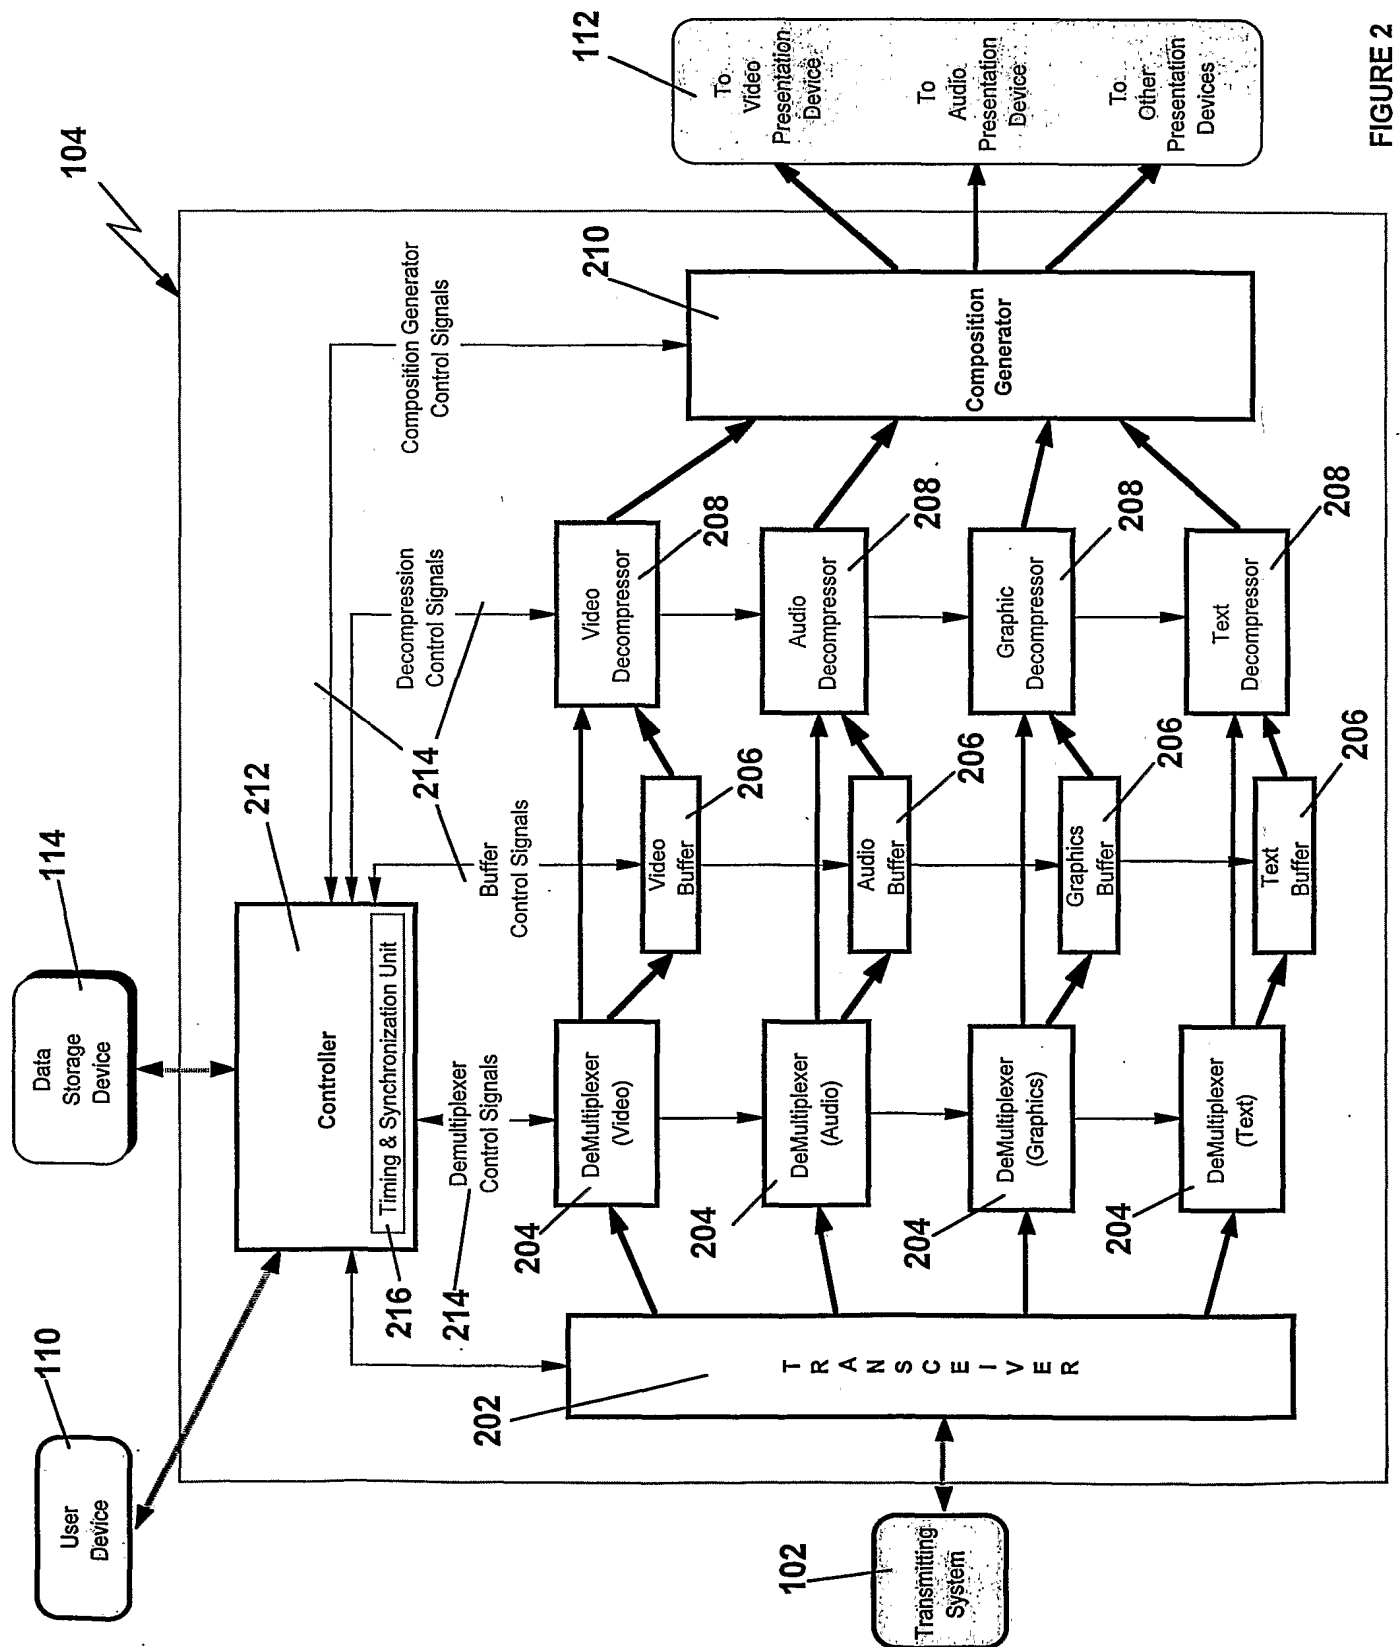 110
User
Device
114
Data
Storage
Device
104
212
Controller
Timing & Synchronization Unit
216
214
Demultiplexer
Control Signals
214
Buffer
Control Signals
Decompression
Control Signals
Composition Generator
Control Signals
102
Transmitting
System
202
TRANSCEIVER
204
DeMultiplexer
(Video)
Video
Buffer
206
Video
Decompressor
208
204
DeMultiplexer
(Audio)
Audio
Buffer
206
Audio
Decompressor
208
204
DeMultiplexer
(Graphics)
Graphics
Buffer
206
Graphic
Decompressor
208
204
DeMultiplexer
(Text)
Text
Buffer
206
Text
Decompressor
208
210
Composition
Generator
112
To
Video
Presentation
Device
To
Audio
Presentation
Device
To
Other
Presentation
Devices
FIGURE 2